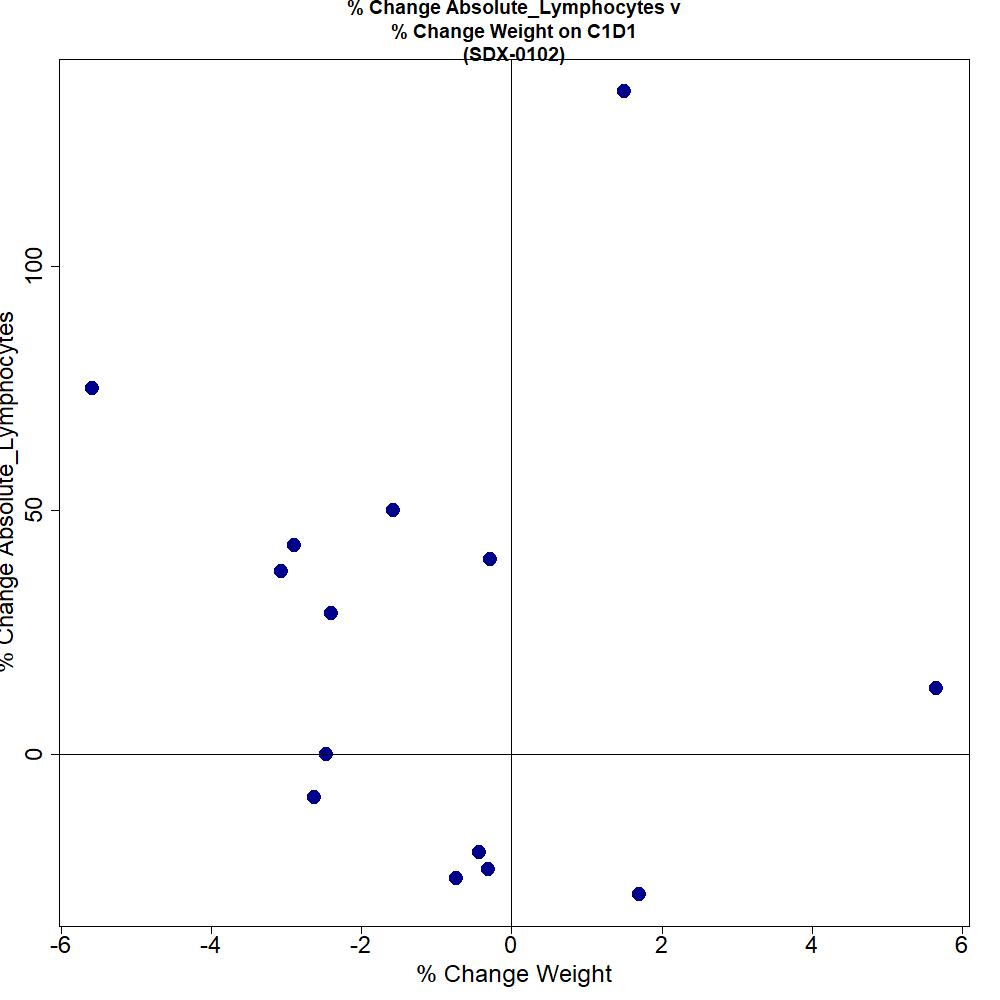 % Change Absolute_Lymphocytes v
% Change Weight on C1D1
(SDX-0102)
% Change Absolute_Lymphocytes
100
50
0
-6
-4
-2
0
2
4
6
% Change Weight